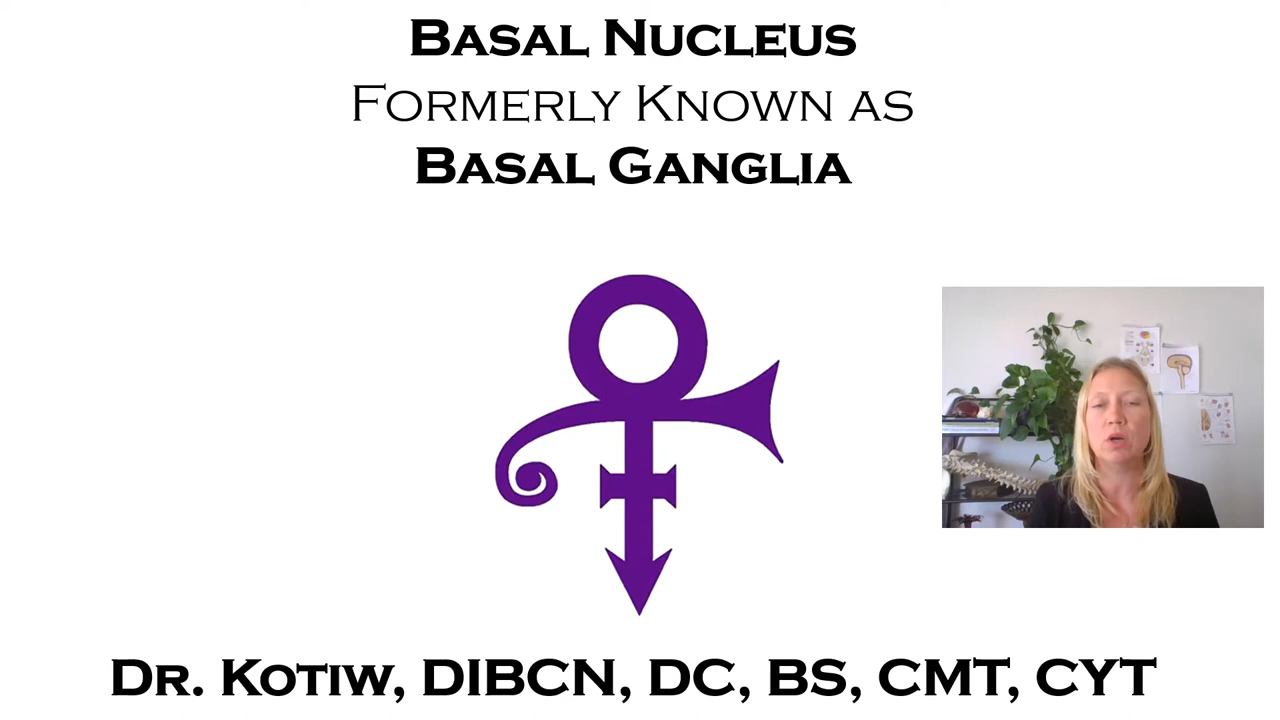 Basal Nucleus
Formerly Known as
Basal Ganglia
Dr. Kotiw, DIBCN, DC, BS, CMT, CYT